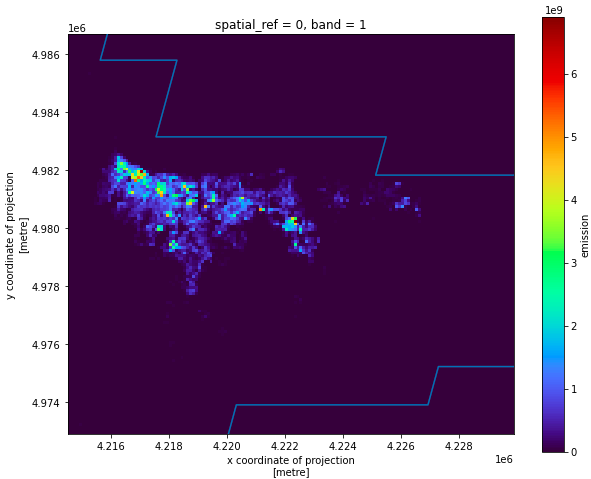 spatial_ref = 0, band = 1
1e6
1e9
4.986
4.984
4.982
4.980
4.978
4.976
4.974
y coordinate of projection
[metre]
4.216
4.218
4.220
4.222
4.224
4.226
4.228
1e6
x coordinate of projection
[metre]
6
5
4
3
2
1
0
emission